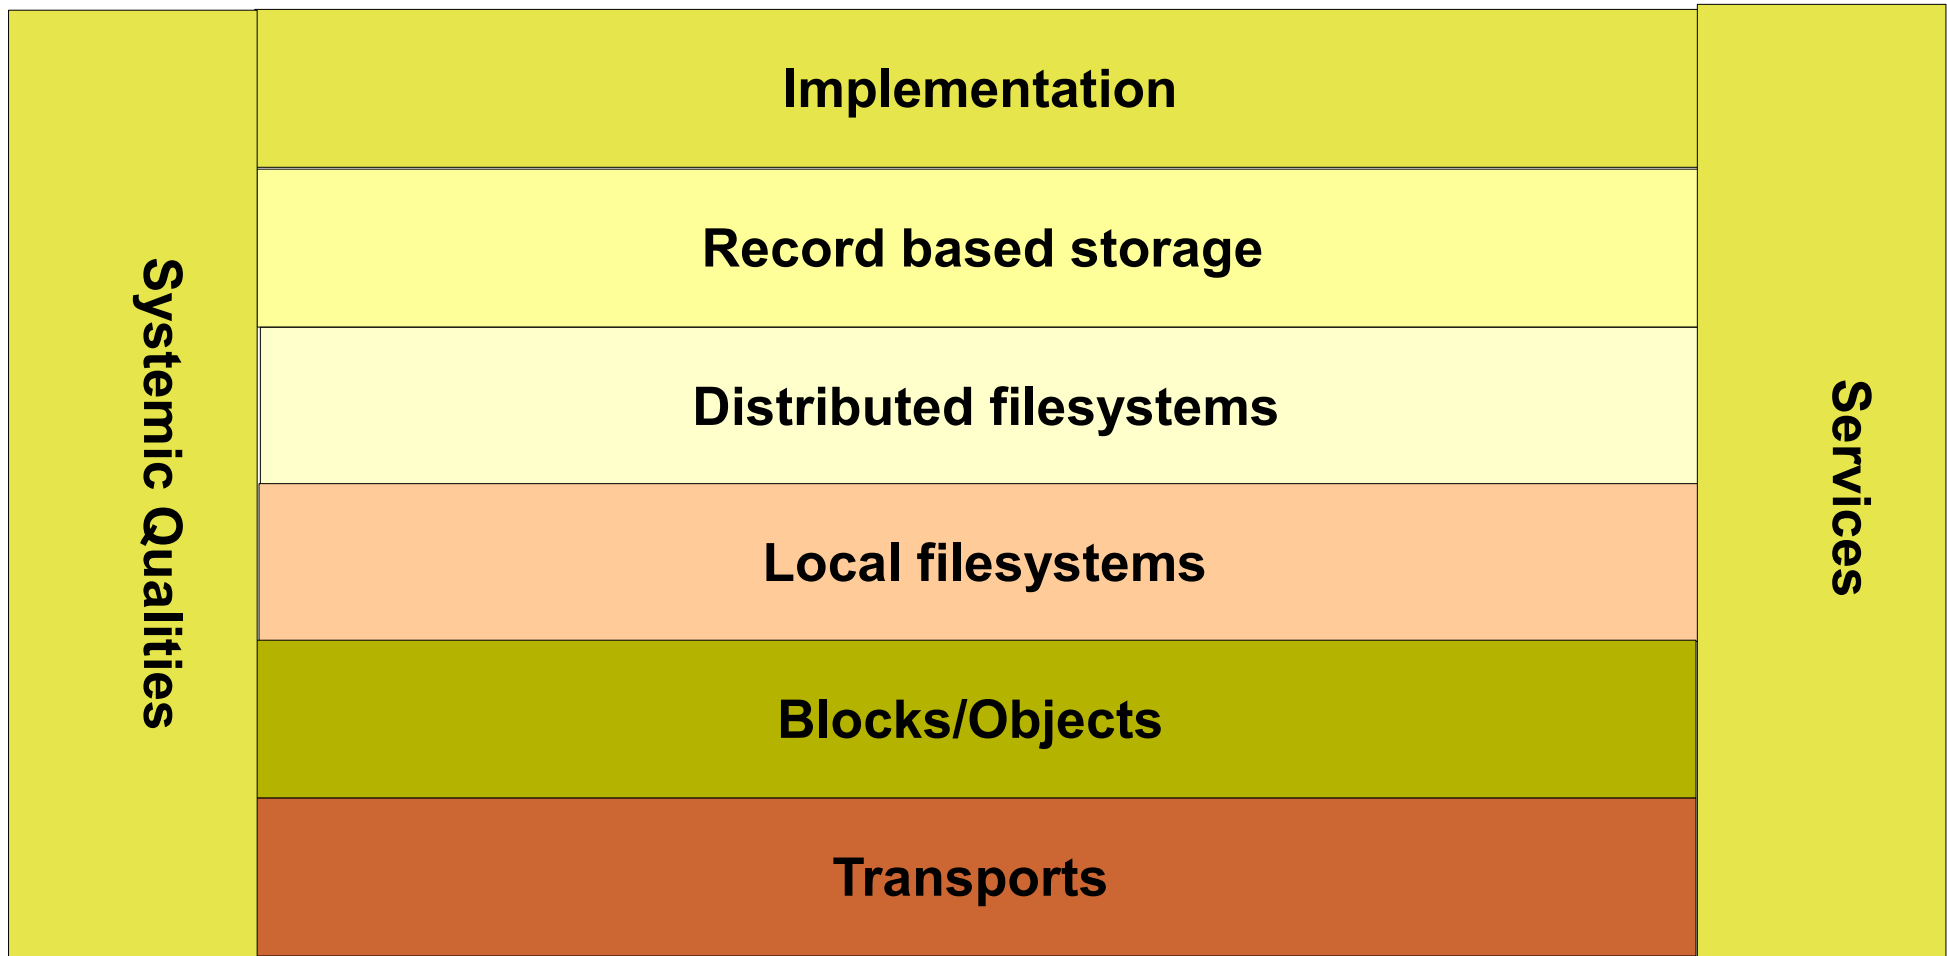 Implementation
Record based storage
Distributed filesystems
Local filesystems
Blocks/Objects
Transports
Systemic Qualities
Services